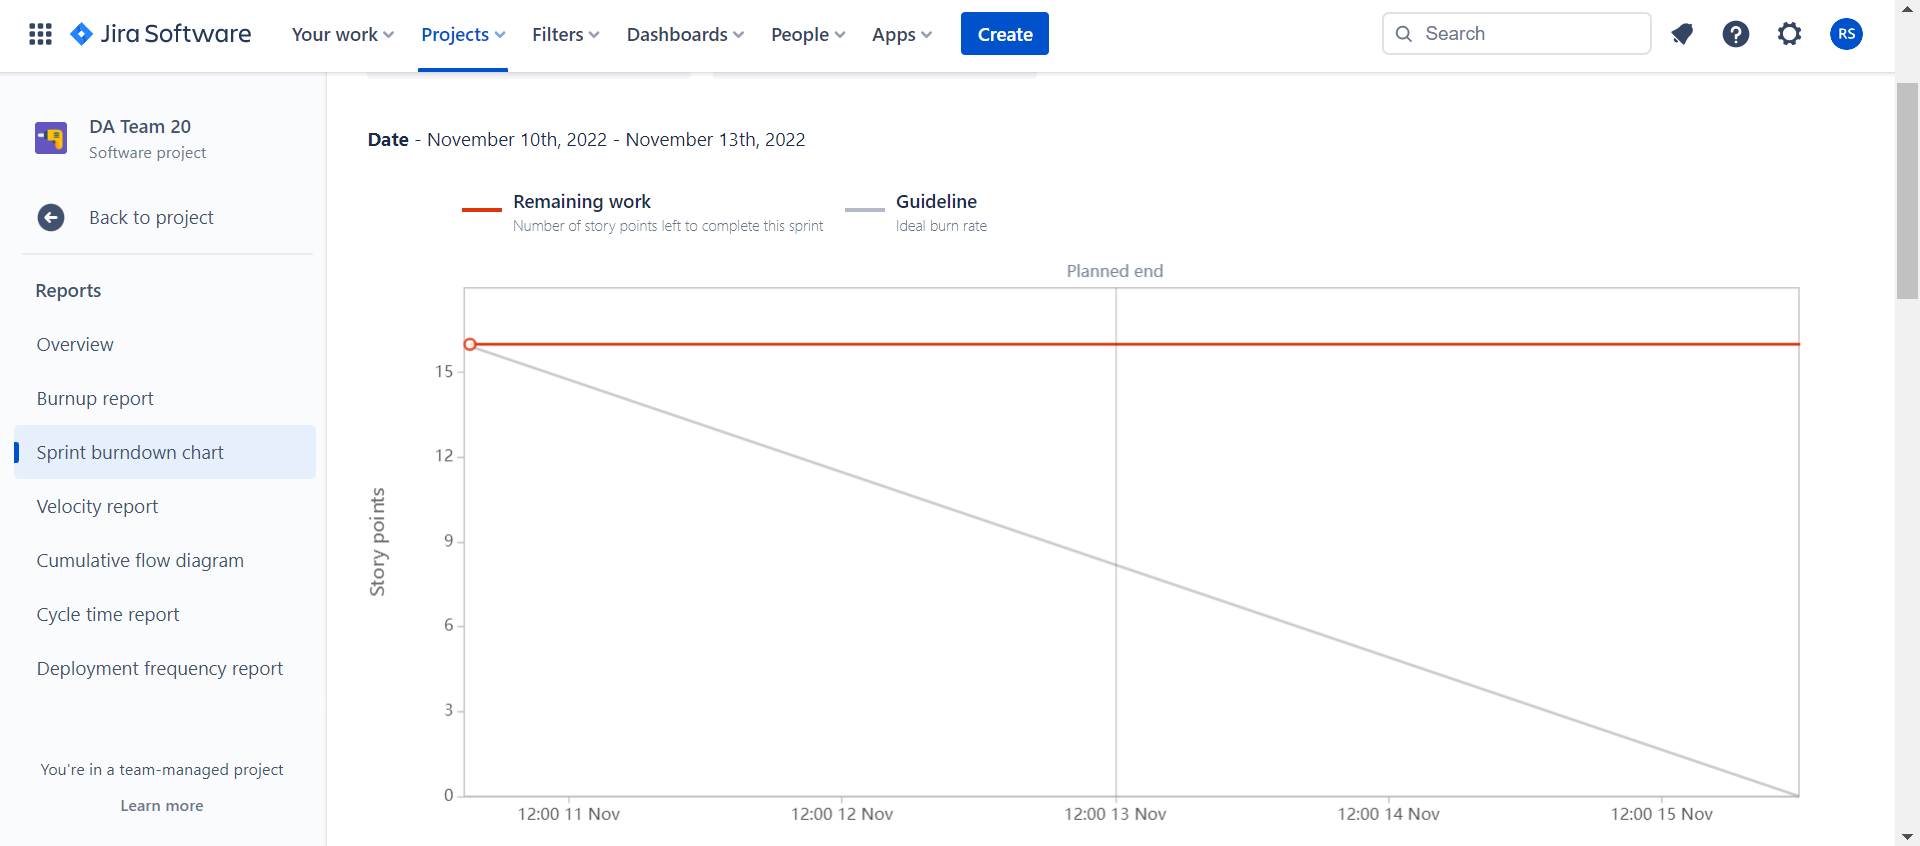 Jira Software Your work Projects Filters Dashboards People Apps Create Search RS
DA Team 20
Software project
Back to project
Reports
Overview
Burnup report
Sprint burndown chart
Velocity report
Cumulative flow diagram
Cycle time report
Deployment frequency report
You're in a team-managed project
Learn more
Date - November 10th, 2022 - November 13th, 2022
Remaining work
Number of story points left to complete this sprint
Guideline
Ideal burn rate
Planned end
Story points
15
12
9
6
3
0
12:00 11 Nov 12:00 12 Nov 12:00 13 Nov 12:00 14 Nov 12:00 15 Nov